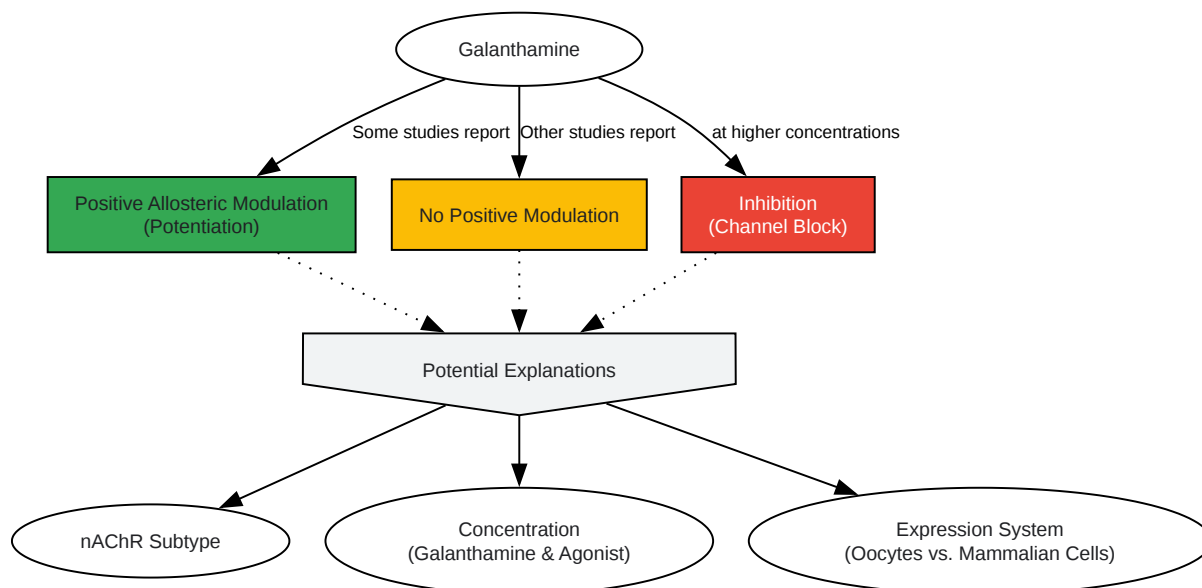 Galanthamine
Some studies report
Other studies report
at higher concentrations
Positive Allosteric Modulation
(Potentiation)
No Positive Modulation
Inhibition
(Channel Block)
Potential Explanations
nAChR Subtype
Concentration
(Galanthamine & Agonist)
Expression System
(Oocytes vs. Mammalian Cells)